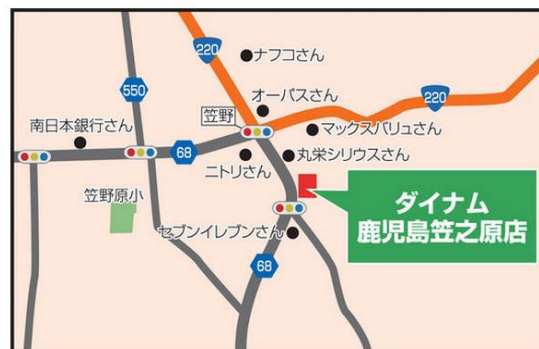 220
ナフコさん
550
オーパスさん
220
笠野
南日本銀行さん
マックスバリュさん
68
ニトリさん
丸栄シリウスさん
笠野原小
ダイナム
鹿児島笠之原店
セブンイレブンさん
68